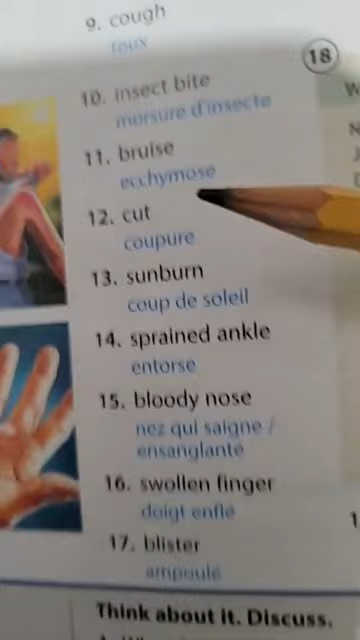 9. cough
toux
18
10. insect bite
morsure d'insecte
11. bruise
ecchymose
12. cut
coupure
13. sunburn
coup de soleil
14. sprained ankle
entorse
15. bloody nose
nez qui saigne /
ensanglanté
16. swollen finger
doigt enflé
17. blister
ampoule
Think about it. Discuss.